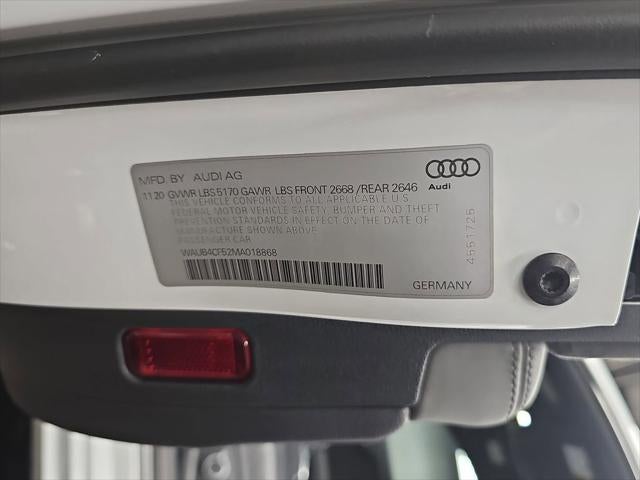 MFD. BY AUDI AG
11 20 GVWR LBS 5170 GAWR LBS FRONT 2668 /REAR 2646
THIS VEHICLE CONFORMS TO ALL APPLICABLE U.S
FEDERAL MOTOR VEHICLE SAFETY, BUMPER AND THEFT
PREVENTION STANDARDS IN EFFECT ON THE DATE OF
MANUFACTURE SHOWN ABOVE.
PASSENGER CAR
WAUB4CF52MA018868
Audi
4551725
GERMANY